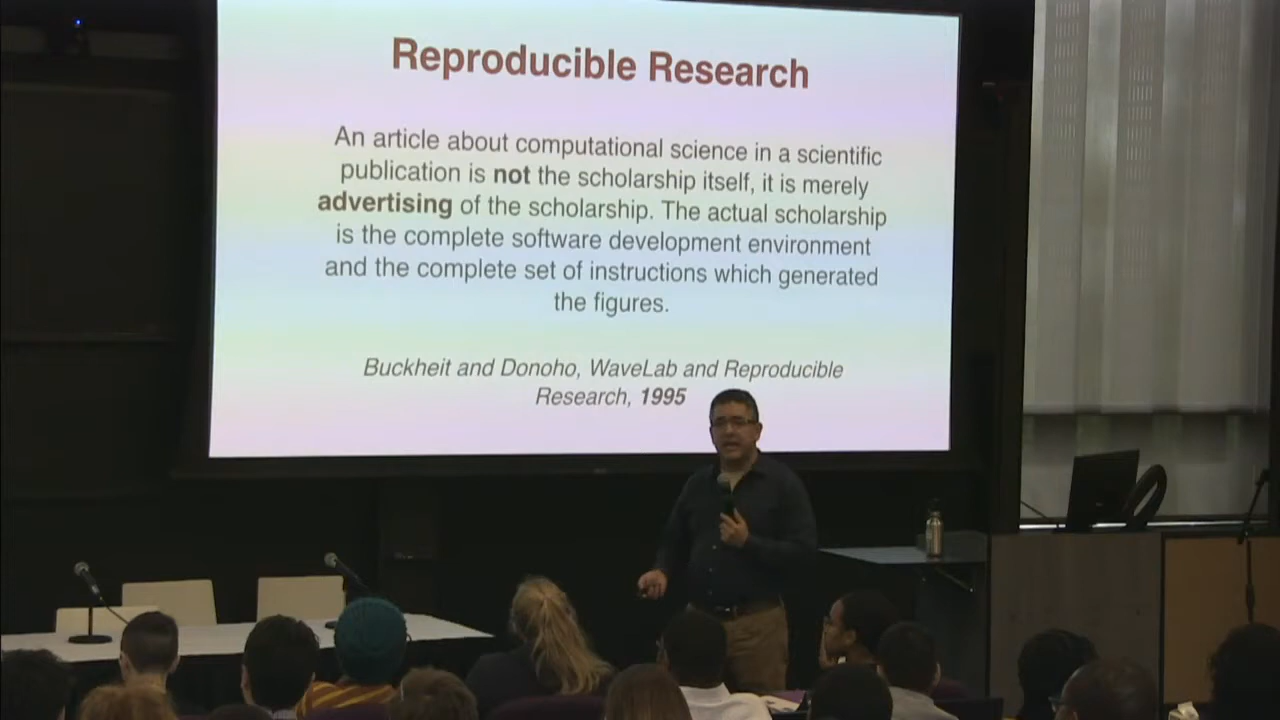 Reproducible Research
An article about computational science in a scientific
publication is not the scholarship itself, it is merely
advertising of the scholarship. The actual scholarship
is the complete software development environment
and the complete set of instructions which generated
the figures.
Buckheit and Donoho, WaveLab and Reproducible
Research, 1995